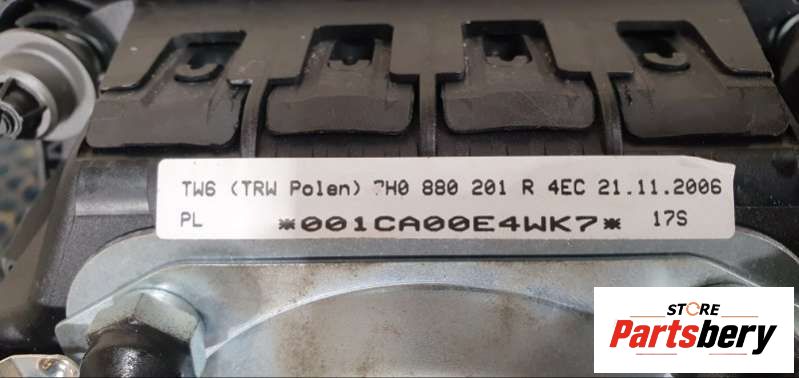 TW6 (TRW Polen) 7H0 880 201 R 4EC 21.11.2006
PL *001CA00E4WK7* 17S
STORE
Partsbery